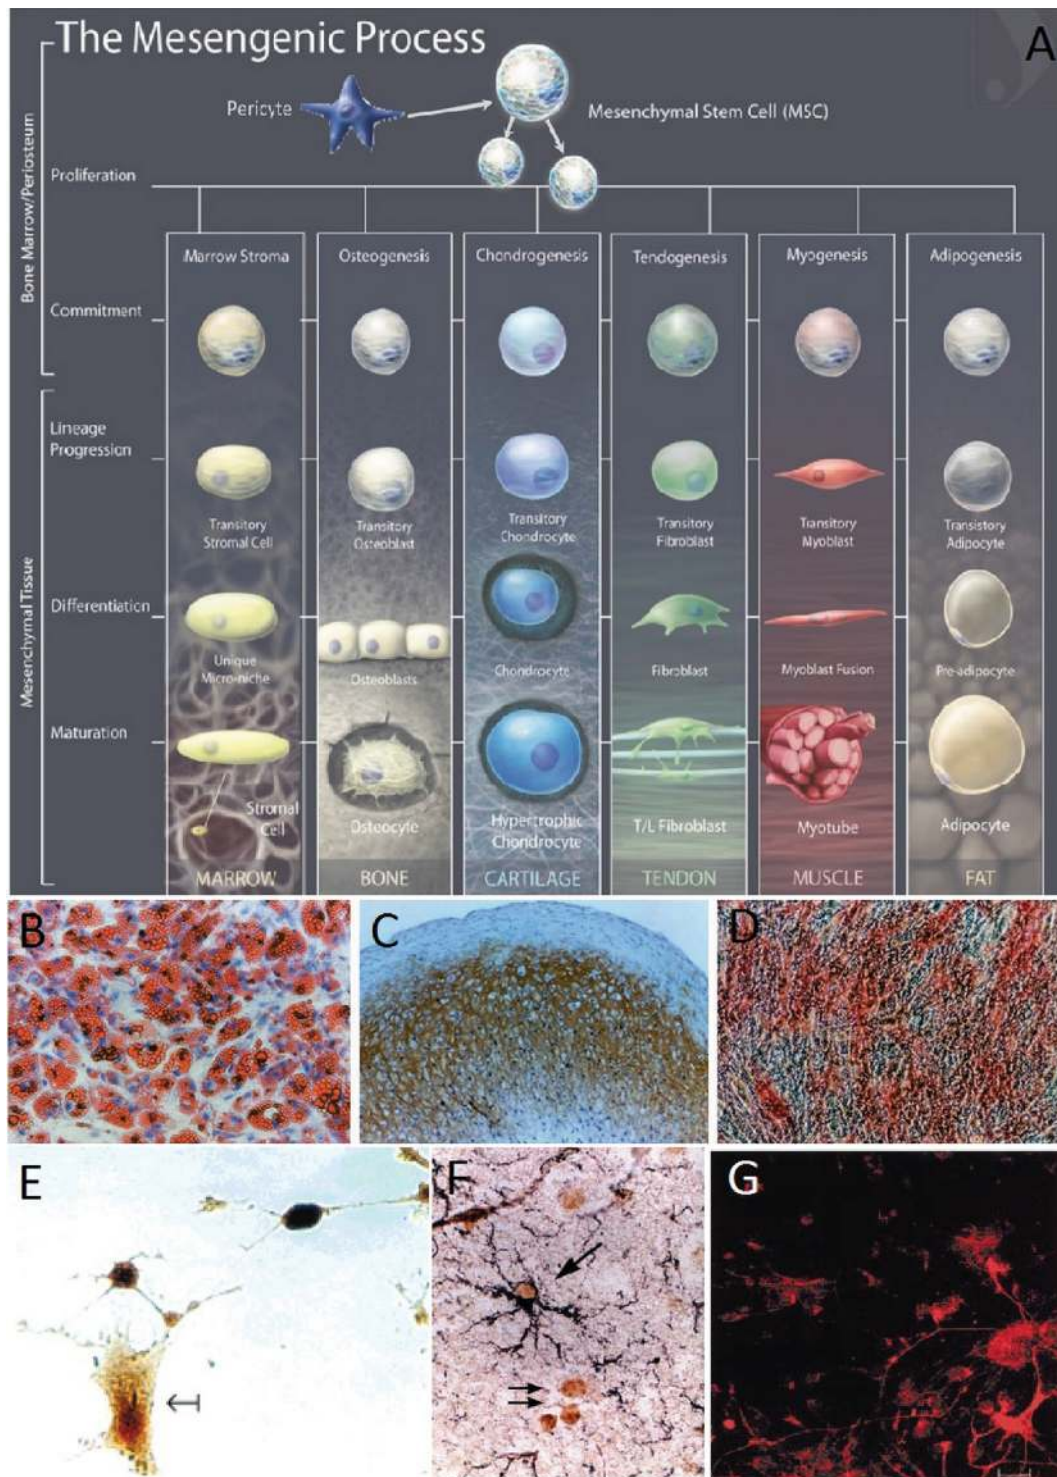 The Mesengenic Process
A
Pericyte
Mesenchymal Stem Cell (MSC)
Bone Marrow/Periosteum
Proliferation
Marrow Stroma
Osteogenesis
Chondrogenesis
Tendogenesis
Myogenesis
Adipogenesis
Commitment
Mesenchymal Tissue
Lineage
Progression
Transitory
Stromal Cell
Transitory
Osteoblast
Transitory
Chondrocyte
Transitory
Fibroblast
Transitory
Myoblast
Transistory
Adipocyte
Differentiation
Unique
Micro-niche
Osteoblasts
Chondrocyte
Fibroblast
Myoblast Fusion
Pre-adipocyte
Maturation
Stromal
Cell
Osteocyte
Hypertrophic
Chondrocyte
T/L Fibroblast
Myotube
Adipocyte
MARROW
BONE
CARTILAGE
TENDON
MUSCLE
FAT
B
C
D
E
F
G